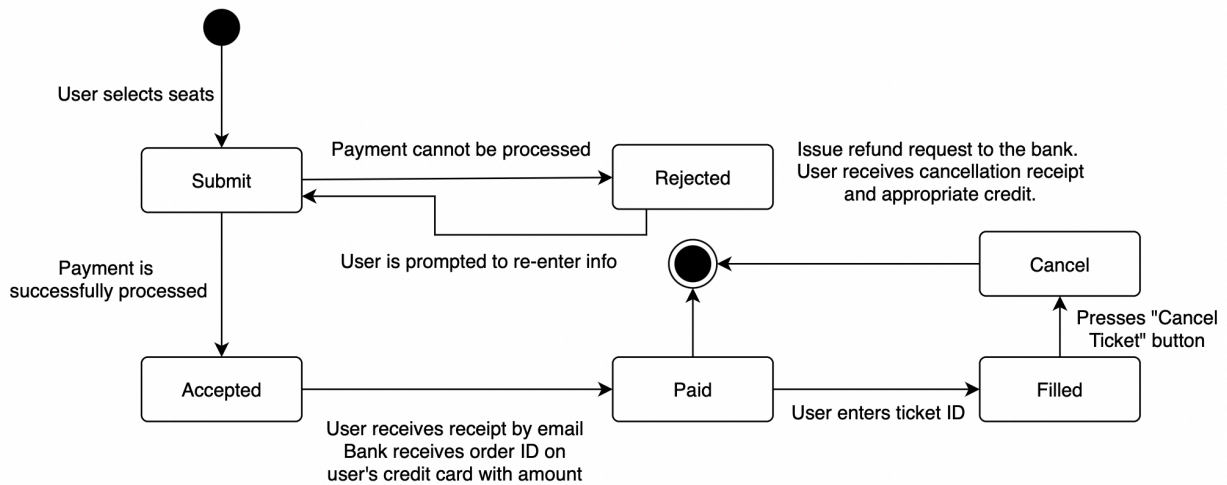 User selects seats
Submit
Payment cannot be processed
Rejected
Issue refund request to the bank.
User receives cancellation receipt
and appropriate credit.
User is prompted to re-enter info
Payment is
successfully processed
Cancel
Presses "Cancel
Ticket" button
Accepted
Paid
Filled
User enters ticket ID
User receives receipt by email
Bank receives order ID on
user's credit card with amount